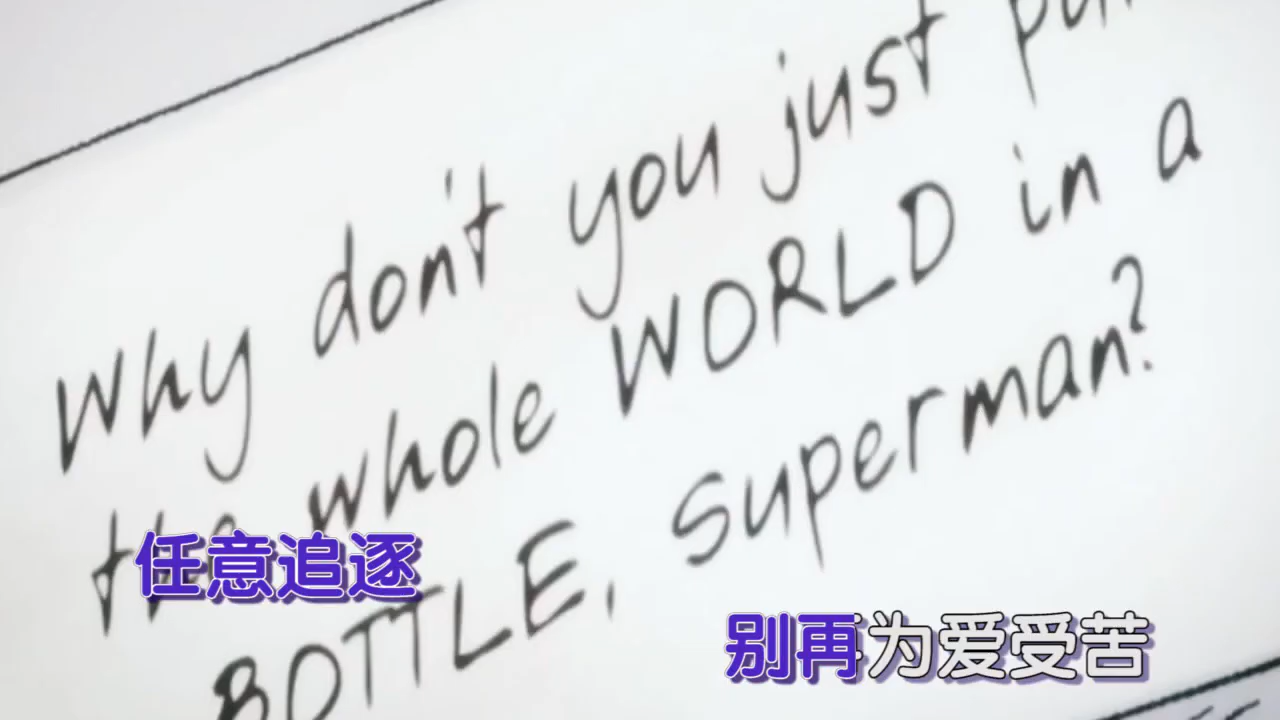 Why don't you just
the whole WORLD in a
BOTTLE, Superman?
任意追逐
别再为爱受苦